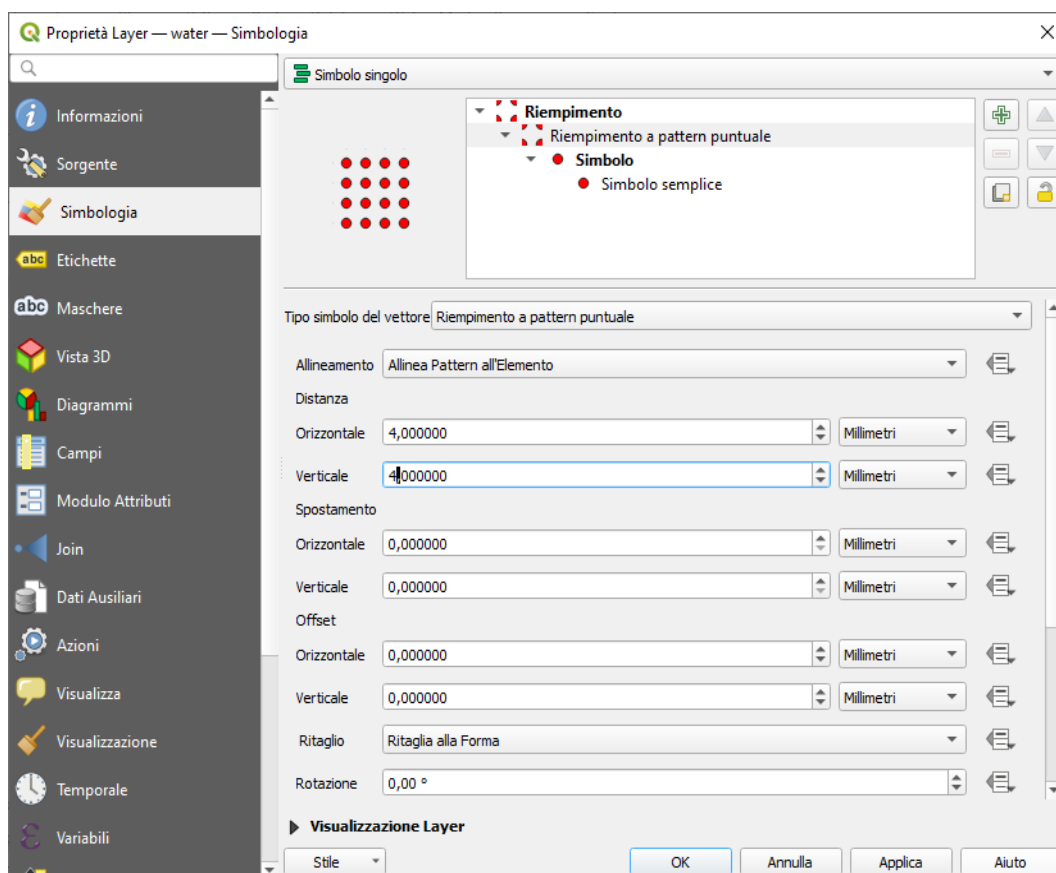 Proprietà Layer — water — Simbologia
Informazioni
Sorgente
Simbologia
abc Etichette
abc Maschere
Vista 3D
Diagrammi
Campi
Modulo Attributi
Join
Dati Ausiliari
Azioni
Visualizza
Visualizzazione
Temporale
Variabili
Simbolo singolo
Riempimento
Riempimento a pattern puntuale
Simbolo
Simbolo semplice
Tipo simbolo del vettore Riempimento a pattern puntuale
Allineamento Allinea Pattern all'Elemento
Distanza
Orizzontale 4,000000 Millimetri
Verticale 4,000000 Millimetri
Spostamento
Orizzontale 0,000000 Millimetri
Verticale 0,000000 Millimetri
Offset
Orizzontale 0,000000 Millimetri
Verticale 0,000000 Millimetri
Ritaglio Ritaglia alla Forma
Rotazione 0,00 °
Visualizzazione Layer
Stile OK Annulla Applica Aiuto